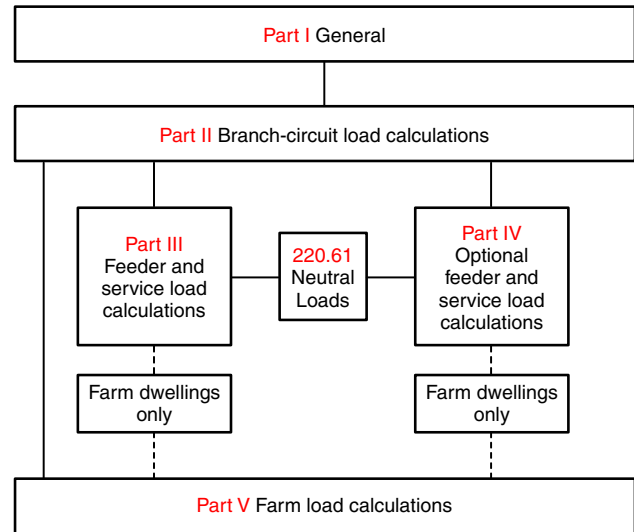 Part I General
Part II Branch-circuit load calculations
Part III
Feeder and
service load
calculations
220.61
Neutral
Loads
Part IV
Optional
feeder and
service load
calculations
Farm dwellings
only
Farm dwellings
only
Part V Farm load calculations